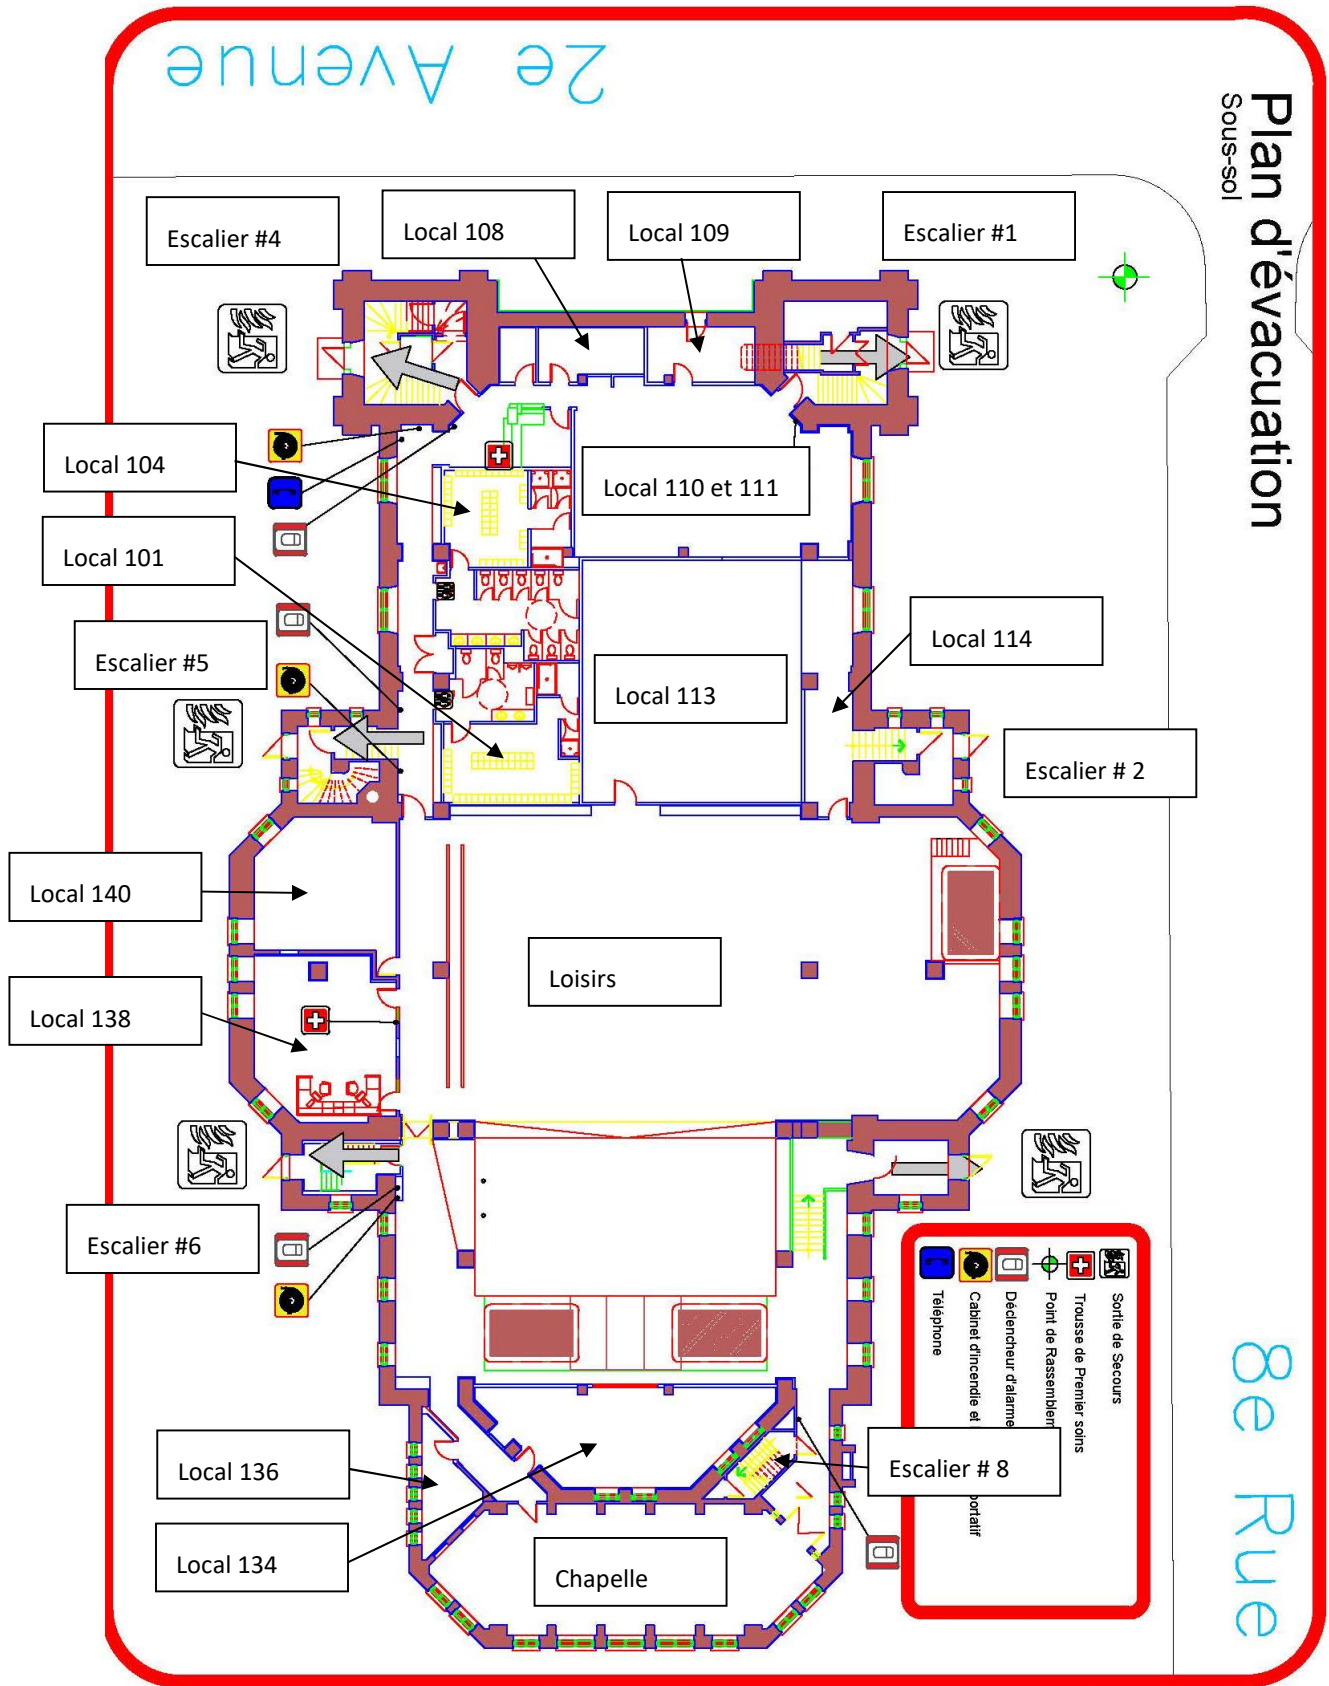 2e Avenue
Plan d'évacuation
Sous-sol
Escalier #4
Local 108
Local 109
Escalier #1
Local 104
Local 110 et 111
Local 101
Escalier #5
Local 114
Local 113
Escalier # 2
Local 140
Loisirs
Local 138
Escalier #6
Sortie de Secours
Trousse de Premier soins
Point de Rassemblem
Déclencheur d'alarme
Cabinet d'incendie et portatif
Téléphone
8e Rue
Local 136
Escalier # 8
Local 134
Chapelle